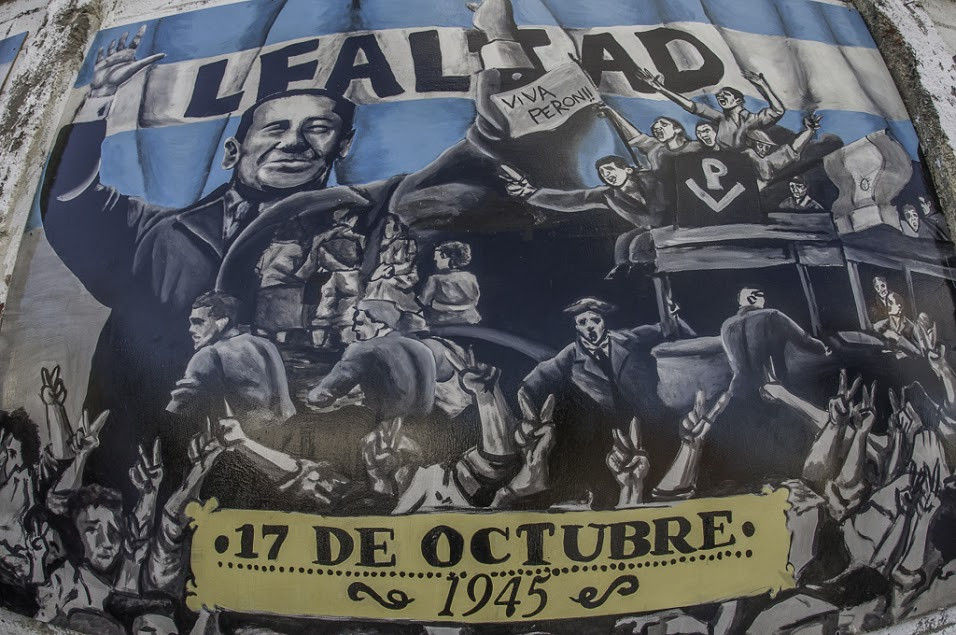 LEALTAD
VIVA
PERON!!
P
V
• 17 DE OCTUBRE •
1945